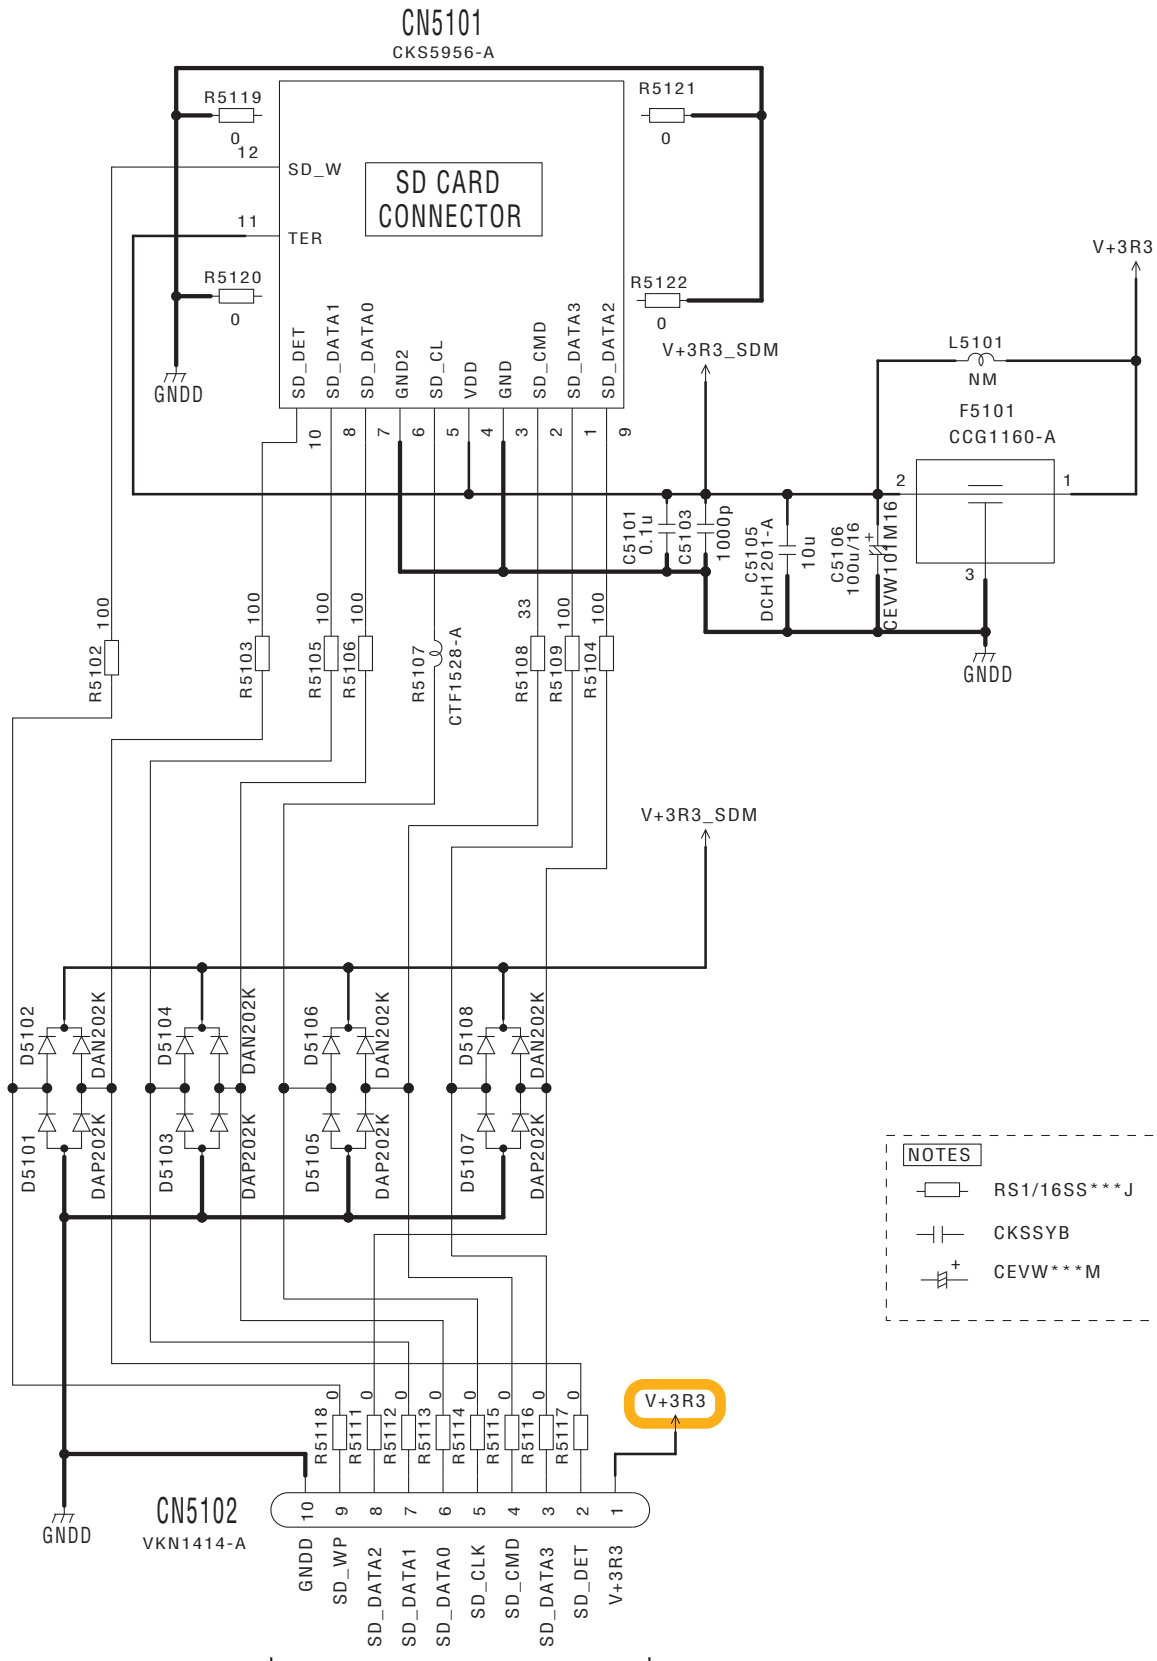 CN5101
CKS5956-A
R5119
0
R5121
0
12
SD_W
SD CARD
CONNECTOR
11
TER
R5120
0
R5122
0
V+3R3
SD_DET
SD_DATA1
SD_DATA0
GND2
SD_CL
VDD
GND
SD_CMD
SD_DATA3
SD_DATA2
V+3R3_SDM
L5101
NM
GNDD
10
8
7
6
5
4
3
2
1
9
F5101
CCG1160-A
2
1
3
C5101
0.1u
C5103
1000p
C5105
DCH1201-A
10u
C5106
100u/16
+
CEVW101M16
GNDD
R5102
100
R5103
100
R5105
100
R5106
100
R5107
CTF1528-A
R5108
33
R5109
100
R5104
100
V+3R3_SDM
D5102
DAN202K
D5104
DAN202K
D5106
DAN202K
D5108
DAN202K
D5101
DAP202K
D5103
DAP202K
D5105
DAP202K
D5107
DAP202K
NOTES
RS1/16SS***J
CKSSYB
+
CEVW***M
V+3R3
R5118
0
R5111
0
R5112
0
R5113
0
R5114
0
R5115
0
R5116
0
R5117
0
GNDD
CN5102
VKN1414-A
10
9
8
7
6
5
4
3
2
1
GNDD
SD_WP
SD_DATA2
SD_DATA1
SD_DATA0
SD_CLK
SD_CMD
SD_DATA3
SD_DET
V+3R3